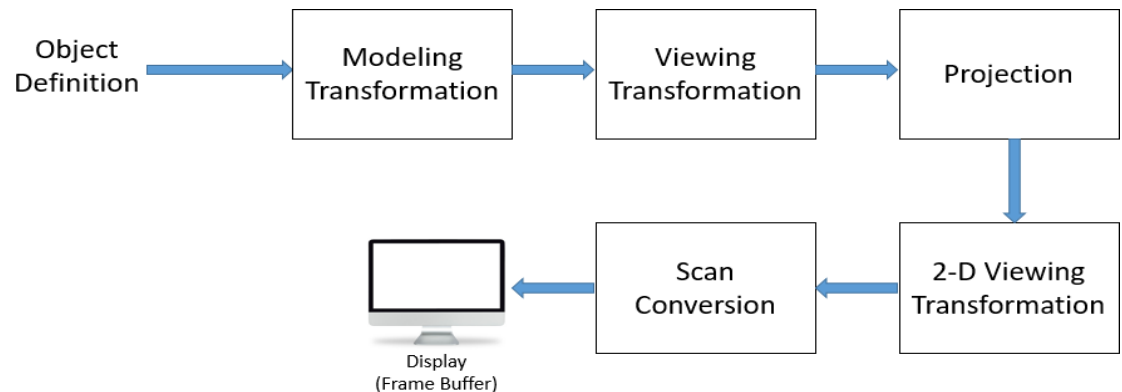 Object
Definition
Modeling
Transformation
Viewing
Transformation
Projection
2-D Viewing
Transformation
Scan
Conversion
Display
(Frame Buffer)